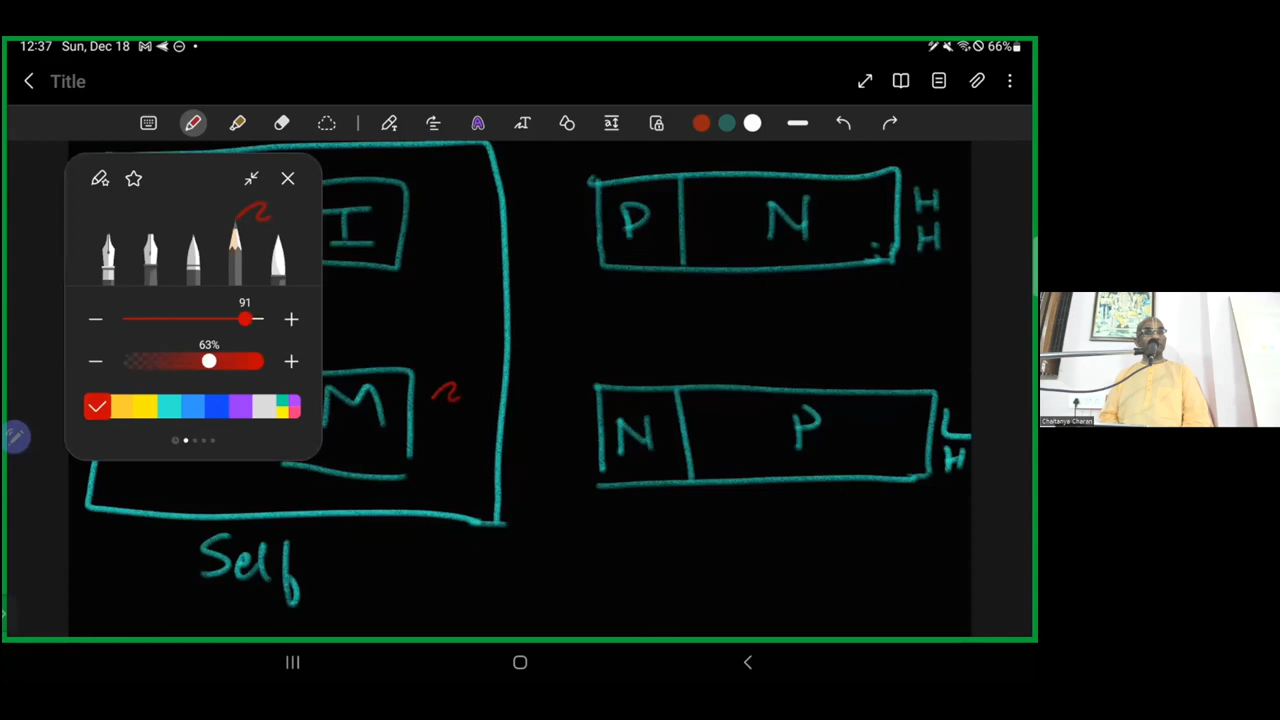 12:37 Sun, Dec 18 M
66%
Title
91
63%
I
M
Self
P N H
H
N P L
H
Chaitanya Charan